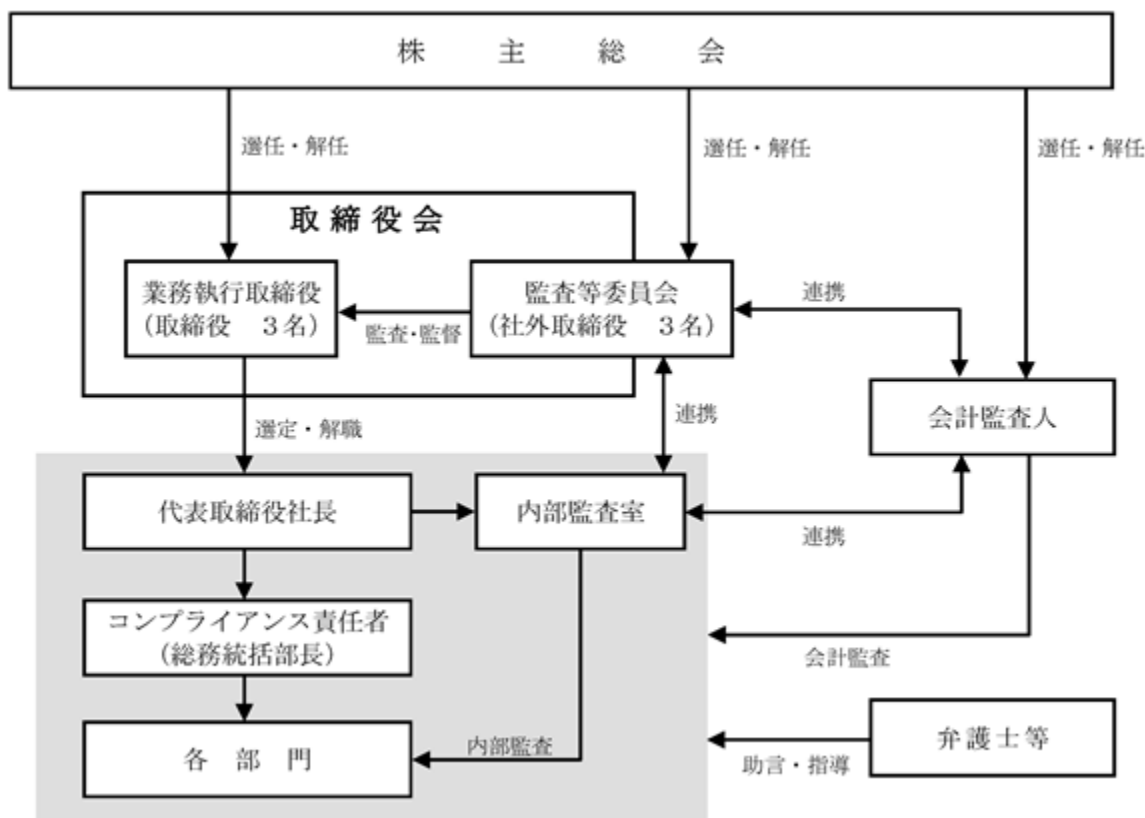 株主総会
選任・解任
選任・解任
選任・解任
取締役会
業務執行取締役
(取締役 3名)
監査等委員会
(社外取締役 3名)
監査・監督
連携
会計監査人
選定・解職
連携
代表取締役社長
内部監査室
連携
コンプライアンス責任者
(総務統括部長)
会計監査
各部門
内部監査
弁護士等
助言・指導